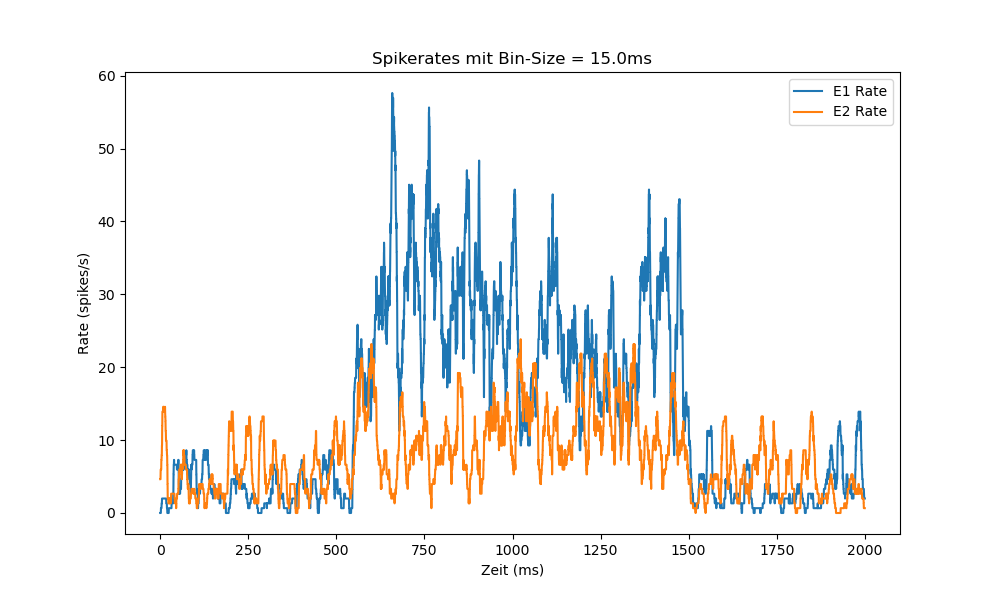 Spikerates mit Bin-Size = 15.0ms
E1 Rate
E2 Rate
Rate (spikes/s)
60
50
40
30
20
10
0
0 250 500 750 1000 1250 1500 1750 2000
Zeit (ms)